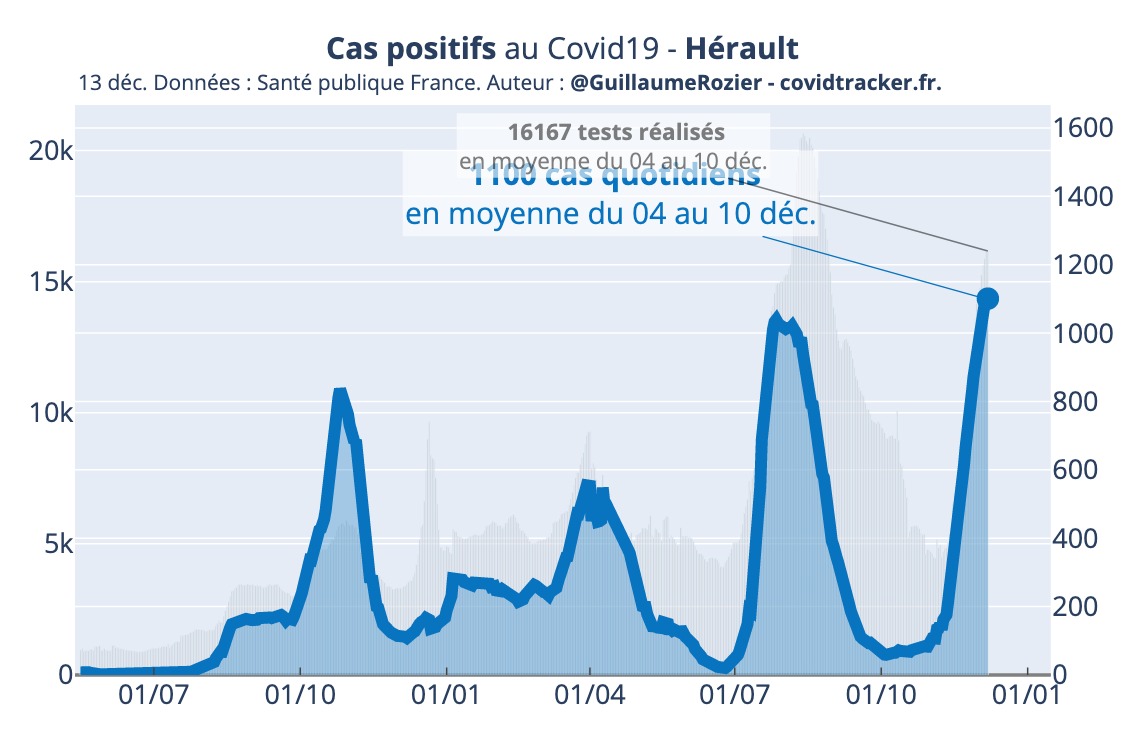 Cas positifs au Covid19 - Hérault
13 déc. Données : Santé publique France. Auteur : @GuillaumeRozier - covidtracker.fr.
16167 tests réalisés
en moyenne du 04 au 10 déc.
1100 cas quotidiens
en moyenne du 04 au 10 déc.
20k
15k
10k
5k
0
1600
1400
1200
1000
800
600
400
200
0
01/07
01/10
01/01
01/04
01/07
01/10
01/01